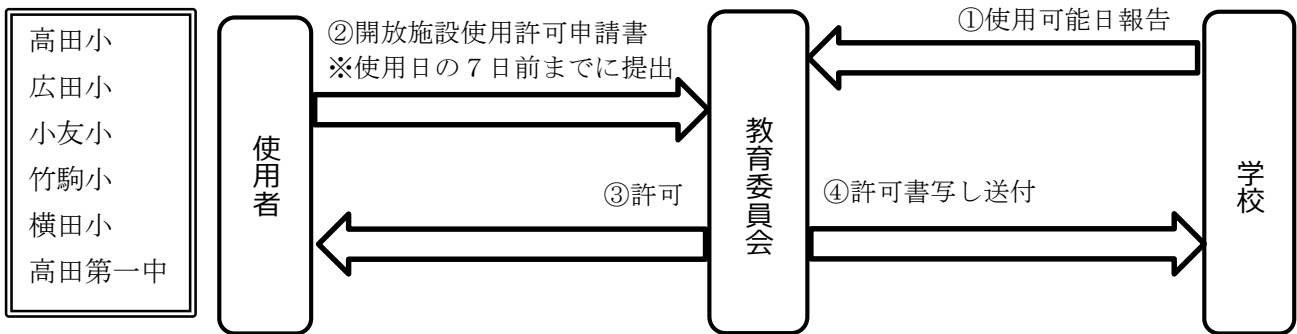 高田小
広田小
小友小
竹駒小
横田小
高田第一中
使用者
②開放施設使用許可申請書
※使用日の７日前までに提出
③許可
教育委員会
①使用可能日報告
④許可書写し送付
学校